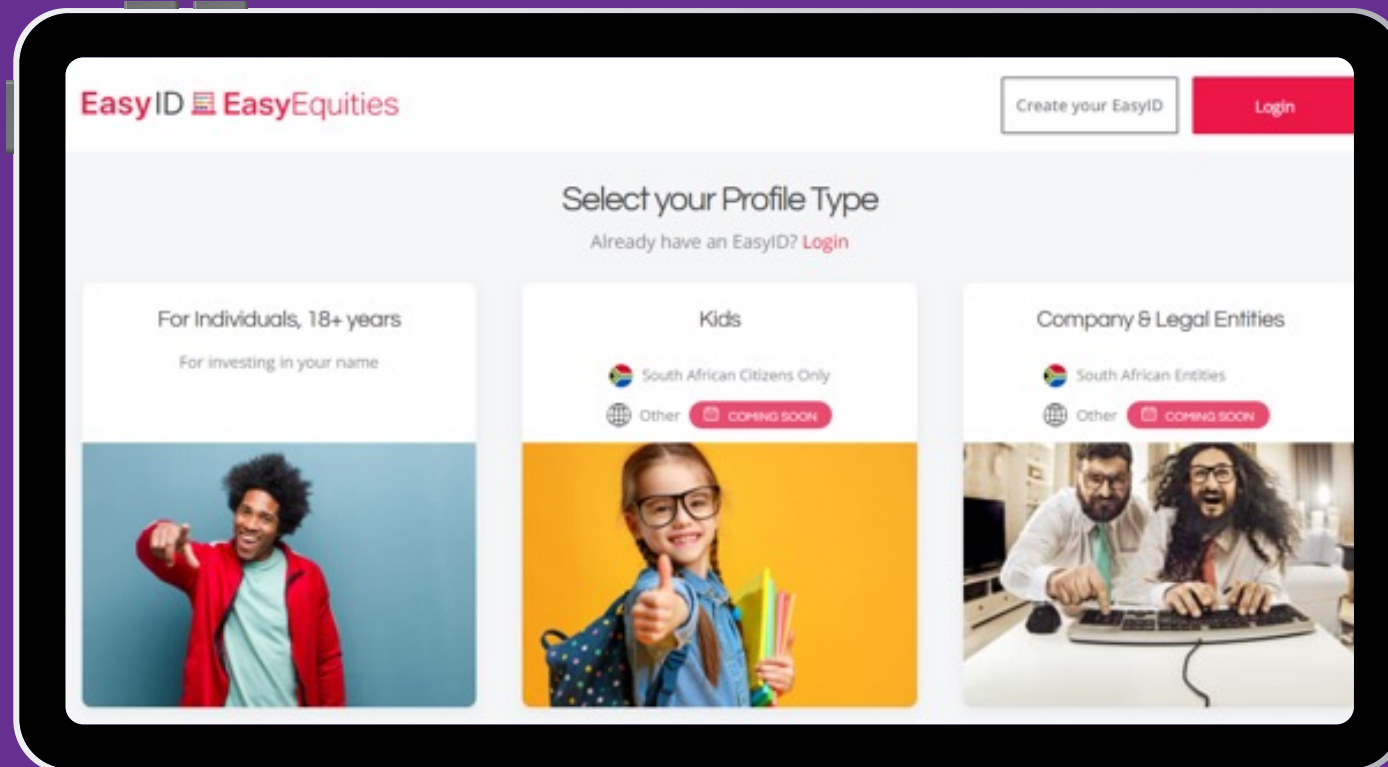 EasyID EasyEquities
Create your EasyID
Login
Select your Profile Type
Already have an EasyID? Login
For Individuals, 18+ years
For investing in your name
Kids
South African Citizens Only
Other COMING SOON
Company & Legal Entities
South African Entities
Other COMING SOON